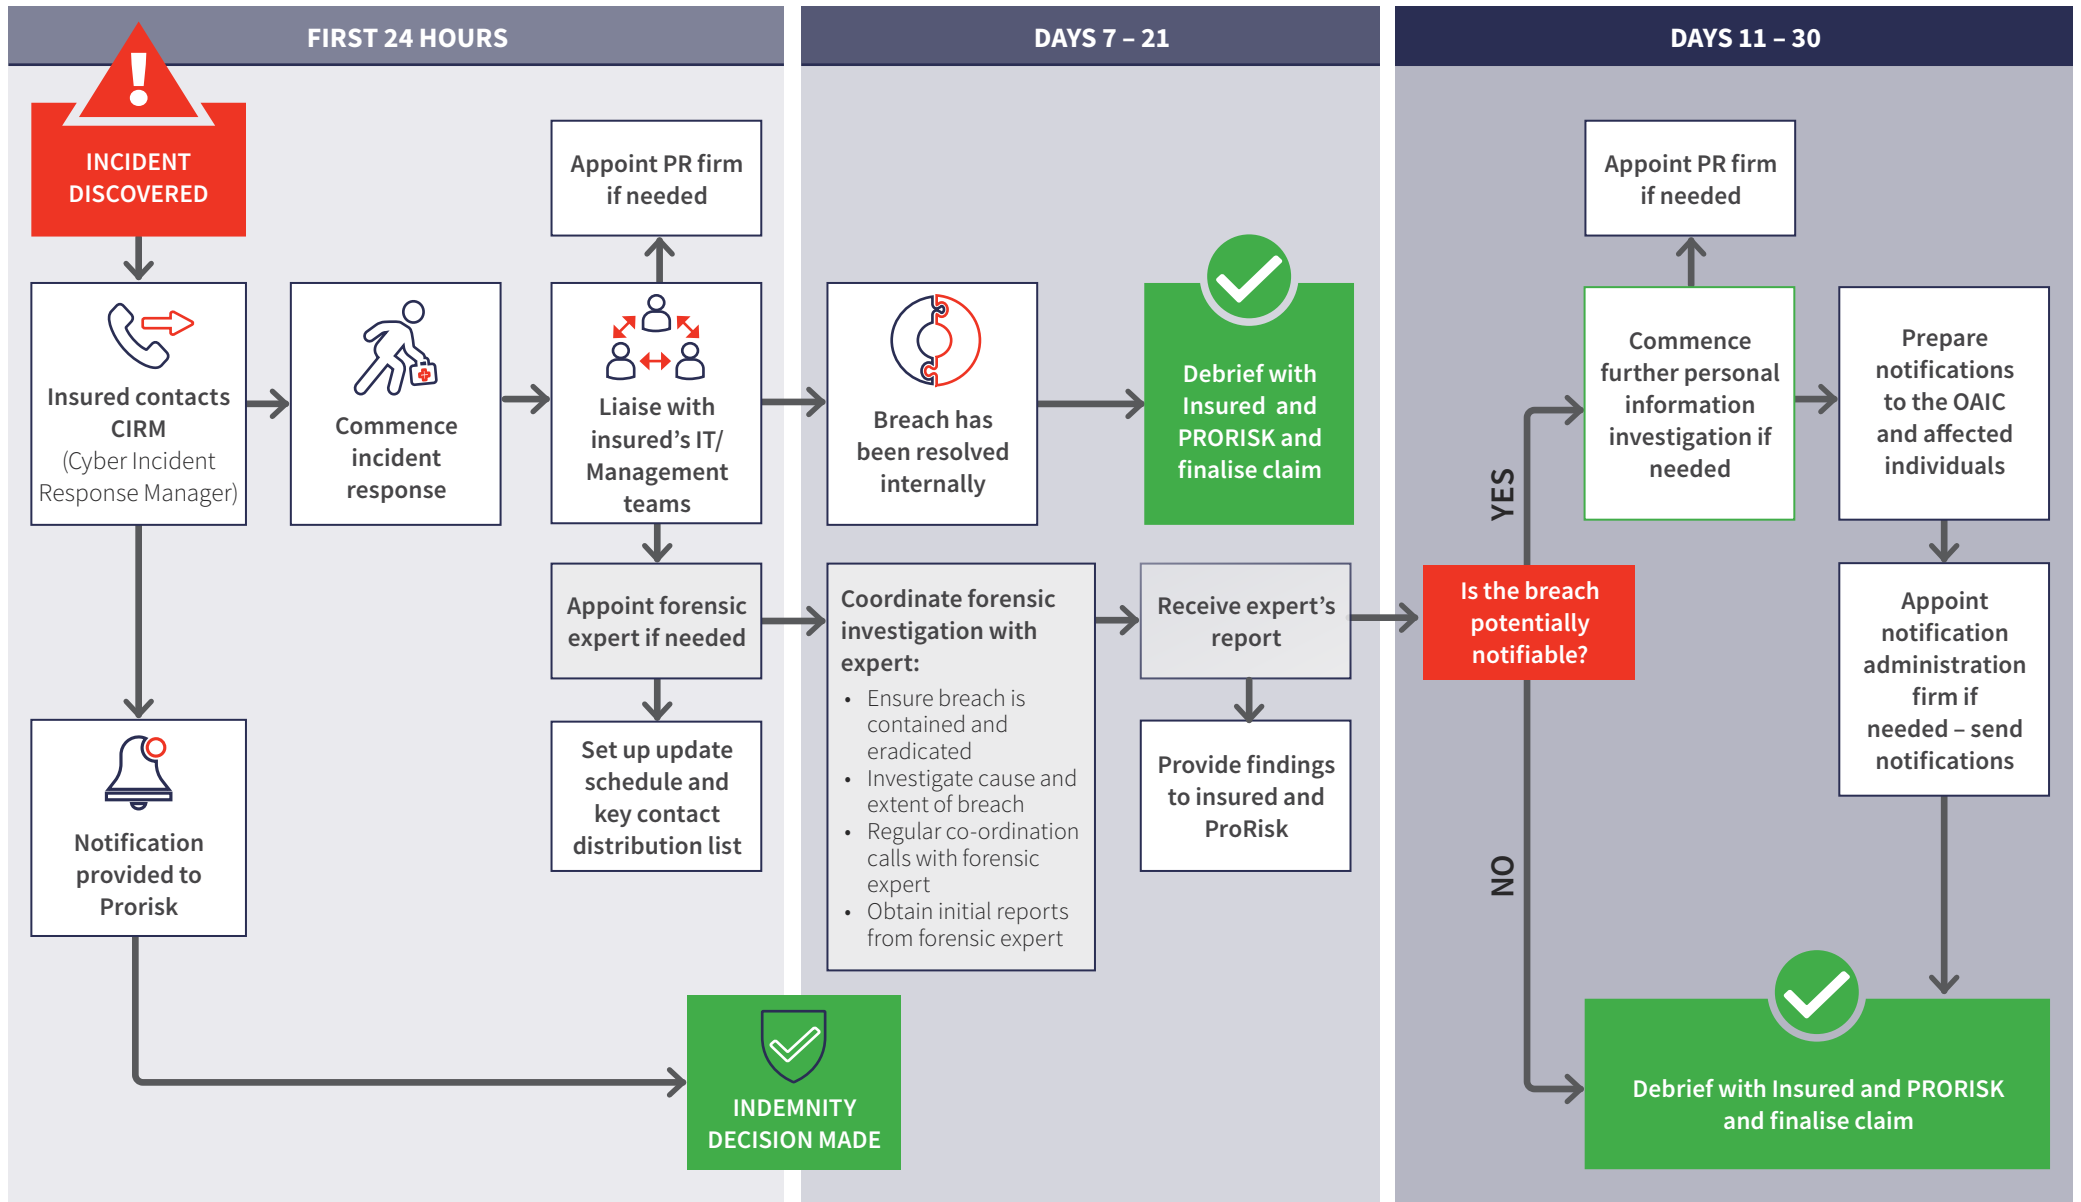 FIRST 24 HOURS
INCIDENT
DISCOVERED
Insured contacts
CIRM
(Cyber Incident
Response Manager)
Notification
provided to
Prorisk
Commence
incident
response
Appoint PR firm
if needed
Liaise with
insured’s IT/
Management
teams
Appoint forensic
expert if needed
Set up update
schedule and
key contact
distribution list
INDEMNITY
DECISION MADE
DAYS 7 – 21
Breach has
been resolved
internally
Debrief with
Insured and
PRORISK and
finalise claim
Coordinate forensic
investigation with
expert:
• Ensure breach is
contained and
eradicated
• Investigate cause and
extent of breach
• Regular co-ordination
calls with forensic
expert
• Obtain initial reports
from forensic expert
Receive expert’s
report
Provide findings
to insured and
ProRisk
DAYS 11 – 30
Is the breach
potentially
notifiable?
YES
NO
Appoint PR firm
if needed
Commence
further personal
information
investigation if
needed
Prepare
notifications
to the OAIC
and affected
individuals
Appoint
notification
administration
firm if
needed – send
notifications
Debrief with Insured and PRORISK
and finalise claim